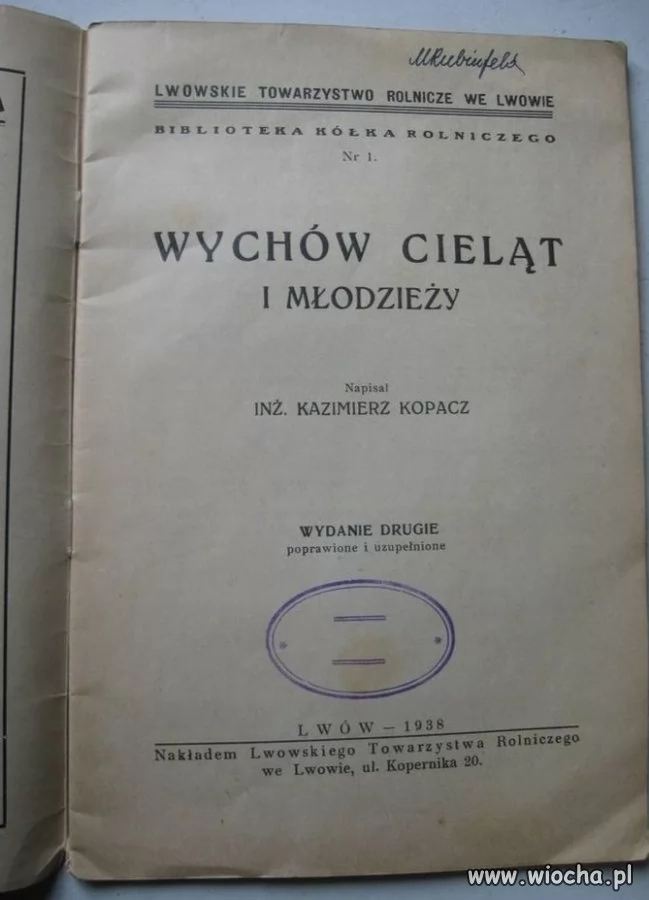 MRubinfeld
LWOWSKIE TOWARZYSTWO ROLNICZE WE LWOWIE
BIBLIOTEKA KÓŁKA ROLNICZEGO
Nr 1.
WYCHÓW CIELĄT
I MŁODZIEŻY
Napisał
INŻ. KAZIMIERZ KOPACZ
WYDANIE DRUGIE
poprawione i uzupełnione
LWÓW — 1938
Nakładem Lwowskiego Towarzystwa Rolniczego
we Lwowie, ul. Kopernika 20.
www.wiocha.pl